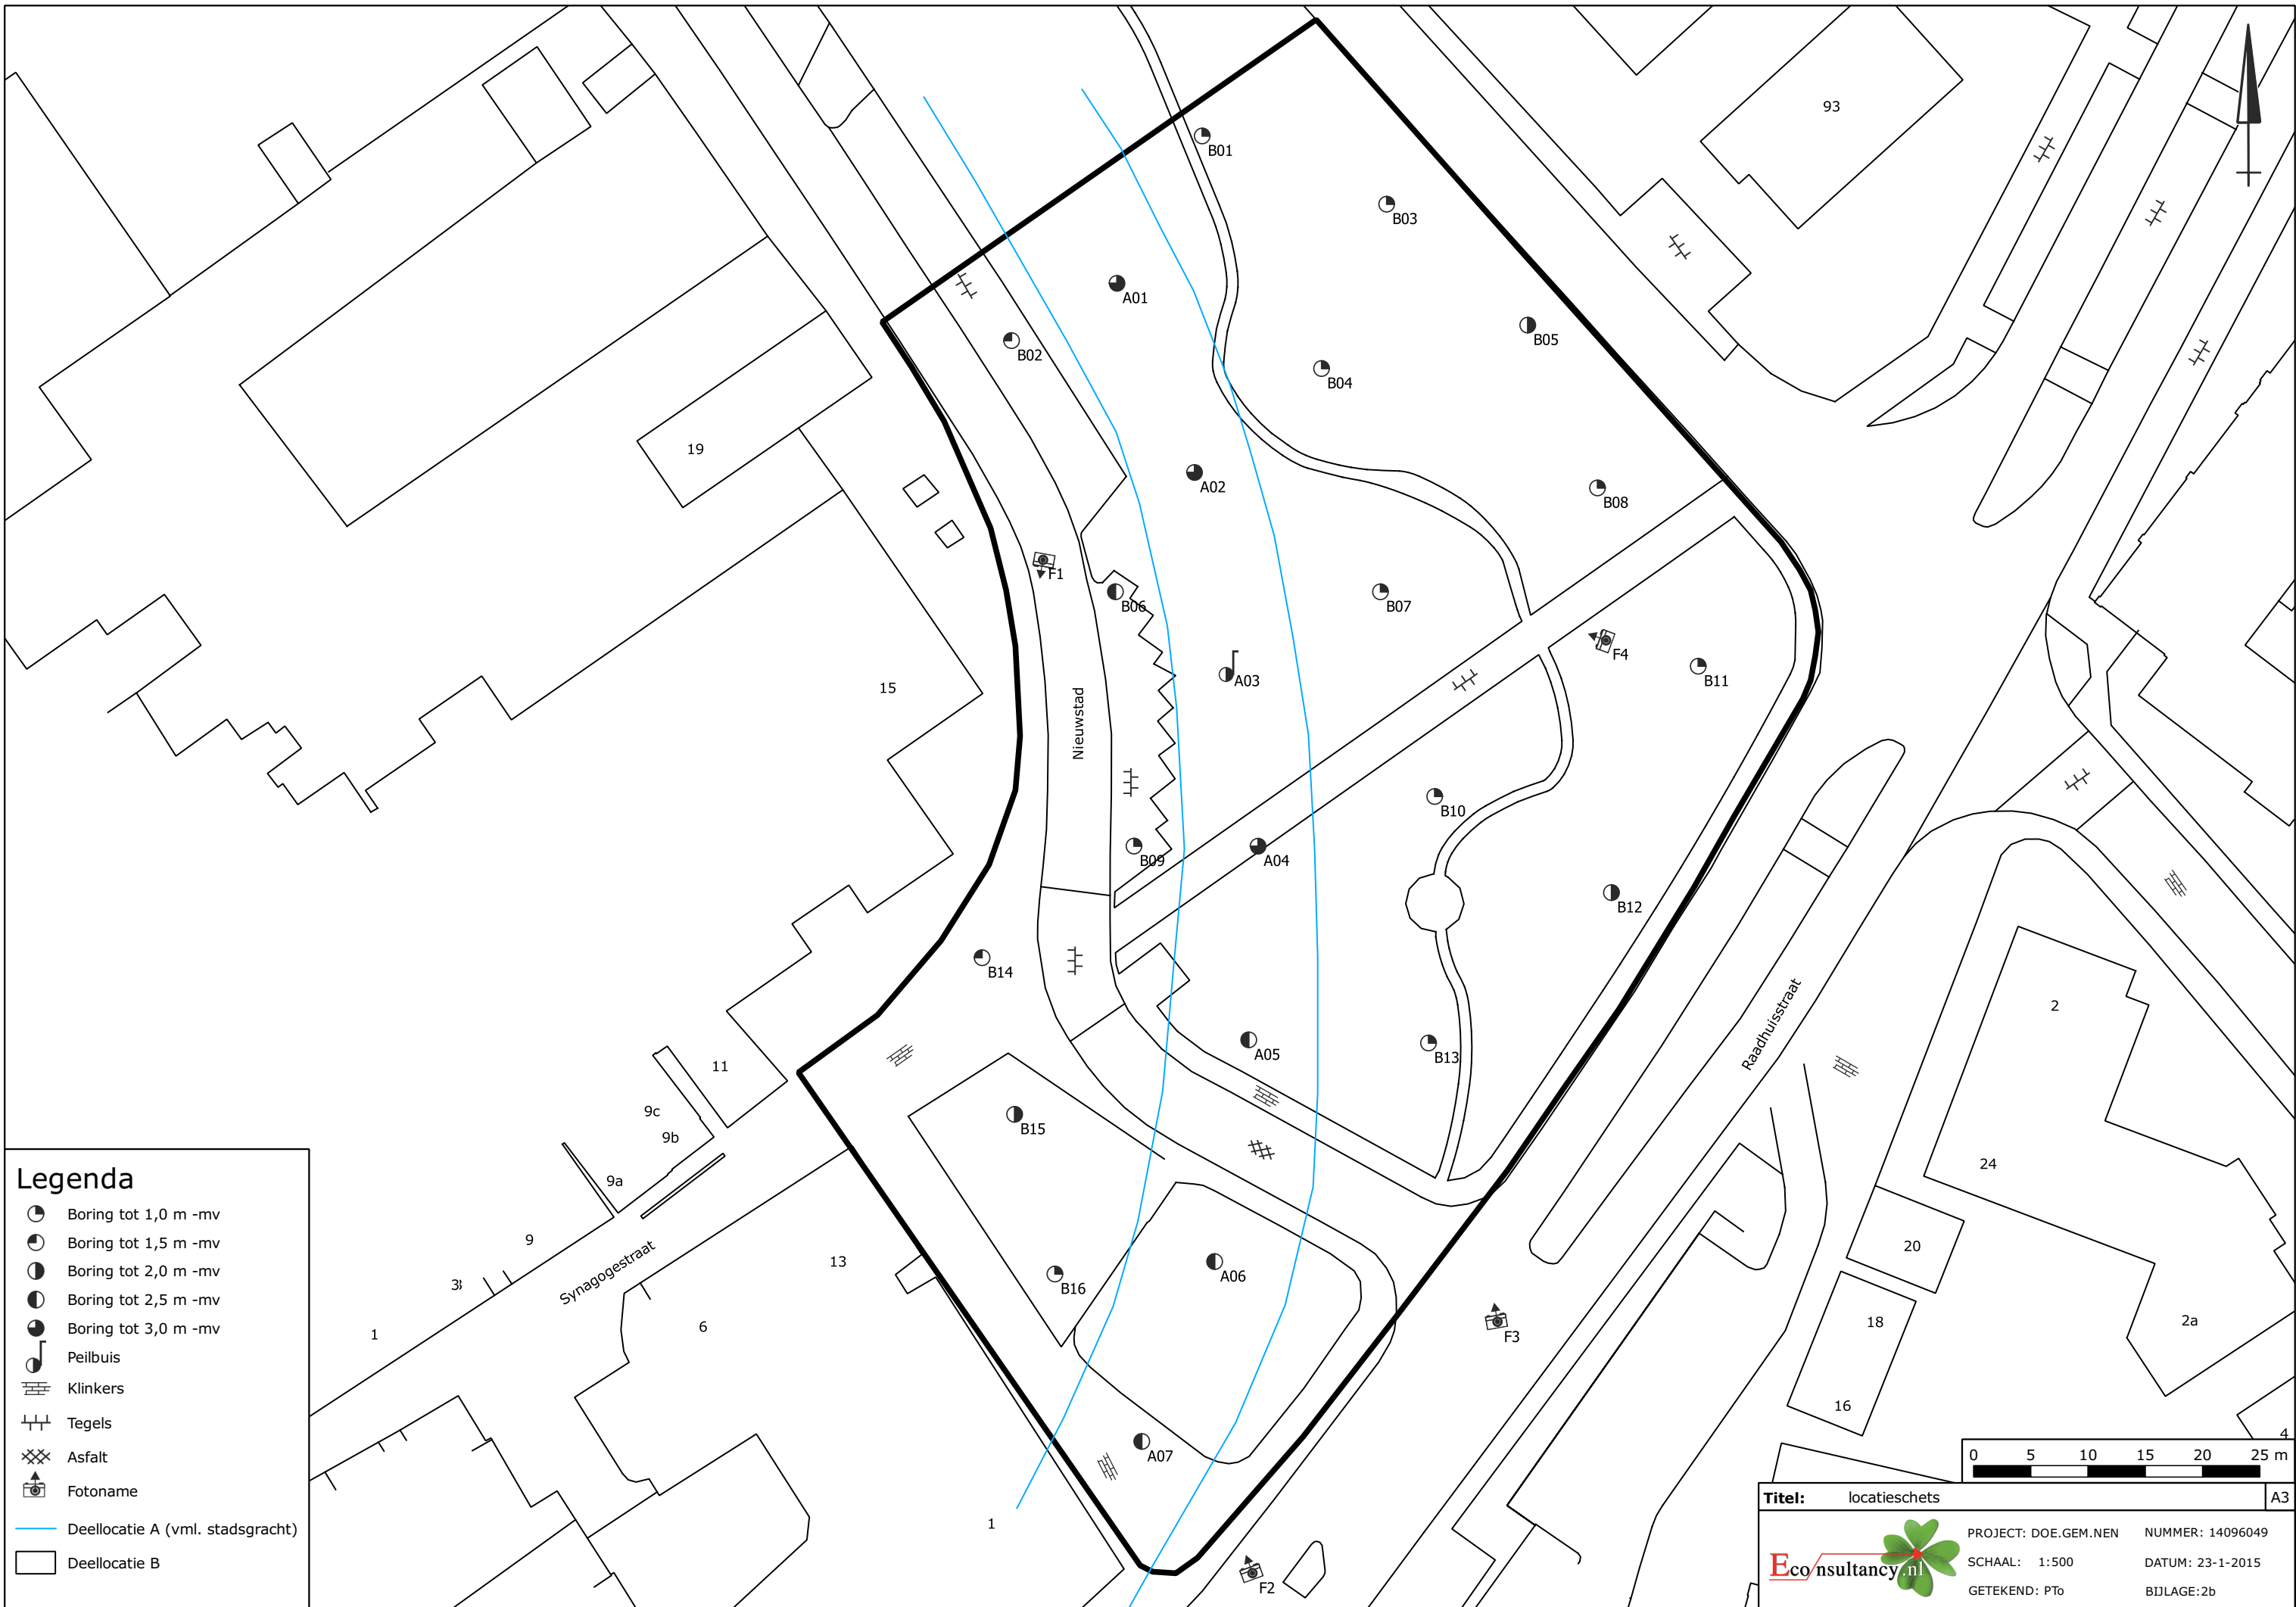 93
B01
B03
A01
B05
B02
B04
19
A02
B08
F1
B06
B07
F4
A03
B11
15
Nieuwstad
B10
B09
A04
B12
B14
2
Raadhuisstraat
A05
B13
11
9c
B15
9b
24
9a
9
20
Synagogestraat
13
A06
B16
3
18
2a
1
6
F3
16
4
A07
1
F2
Legenda
Boring tot 1,0 m -mv
Boring tot 1,5 m -mv
Boring tot 2,0 m -mv
Boring tot 2,5 m -mv
Boring tot 3,0 m -mv
Peilbuis
Klinkers
Tegels
Asfalt
Fotoname
Deellocatie A (vml. stadsgracht)
Deellocatie B
0 5 10 15 20 25 m
Titel: locatieschets A3
Econsultancy.nl
PROJECT: DOE.GEM.NEN NUMMER: 14096049
SCHAAL: 1:500 DATUM: 23-1-2015
GETEKEND: PTo BIJLAGE:2b